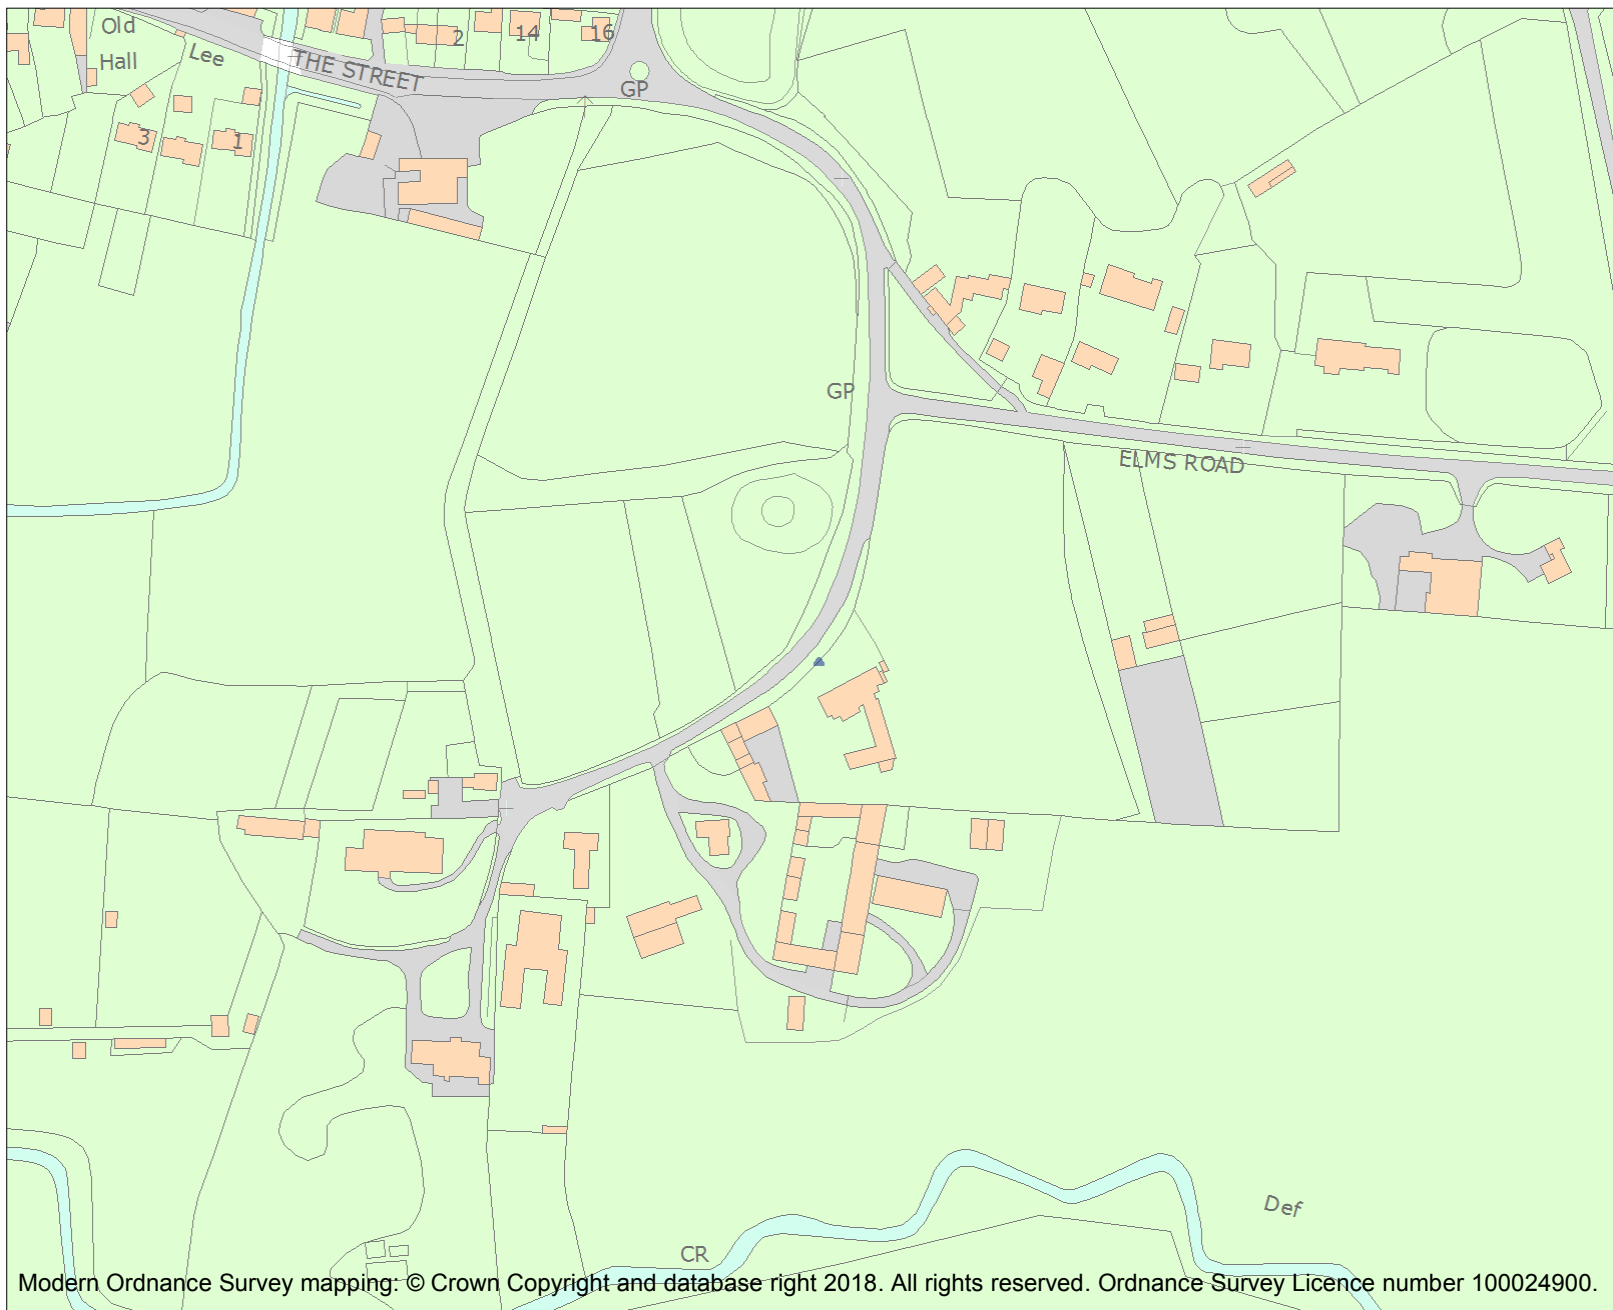 Old
Hall
Lee
THE STREET
2
14
16
GP
3
1
GP
ELMS ROAD
Def
CR
Modern Ordnance Survey mapping: © Crown Copyright and database right 2018. All rights reserved. Ordnance Survey Licence number 100024900.